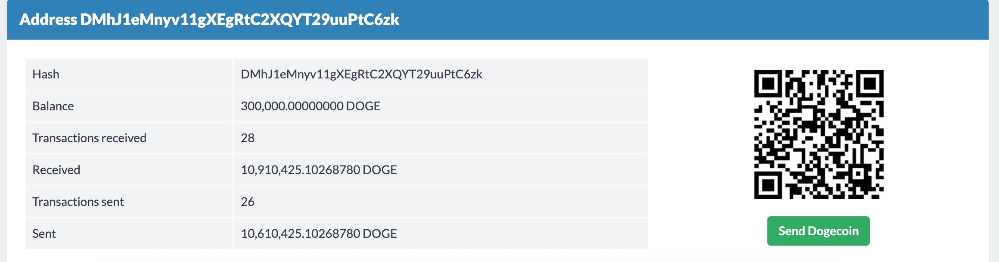 Address DMhJ1eMnyv11gXEgRtC2XQYT29uuPtC6zk
Hash DMhJ1eMnyv11gXEgRtC2XQYT29uuPtC6zk
Balance 300,000.00000000 DOGE
Transactions received 28
Received 10,910,425.10268780 DOGE
Transactions sent 26
Sent 10,610,425.10268780 DOGE
Send Dogecoin